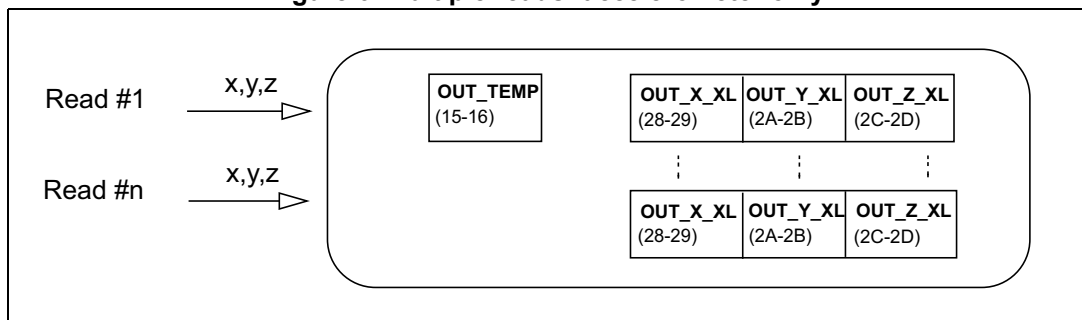 Read #1
x,y,z
OUT_TEMP
(15-16)
OUT_X_XL OUT_Y_XL OUT_Z_XL
(28-29) (2A-2B) (2C-2D)
Read #n
x,y,z
OUT_X_XL OUT_Y_XL OUT_Z_XL
(28-29) (2A-2B) (2C-2D)